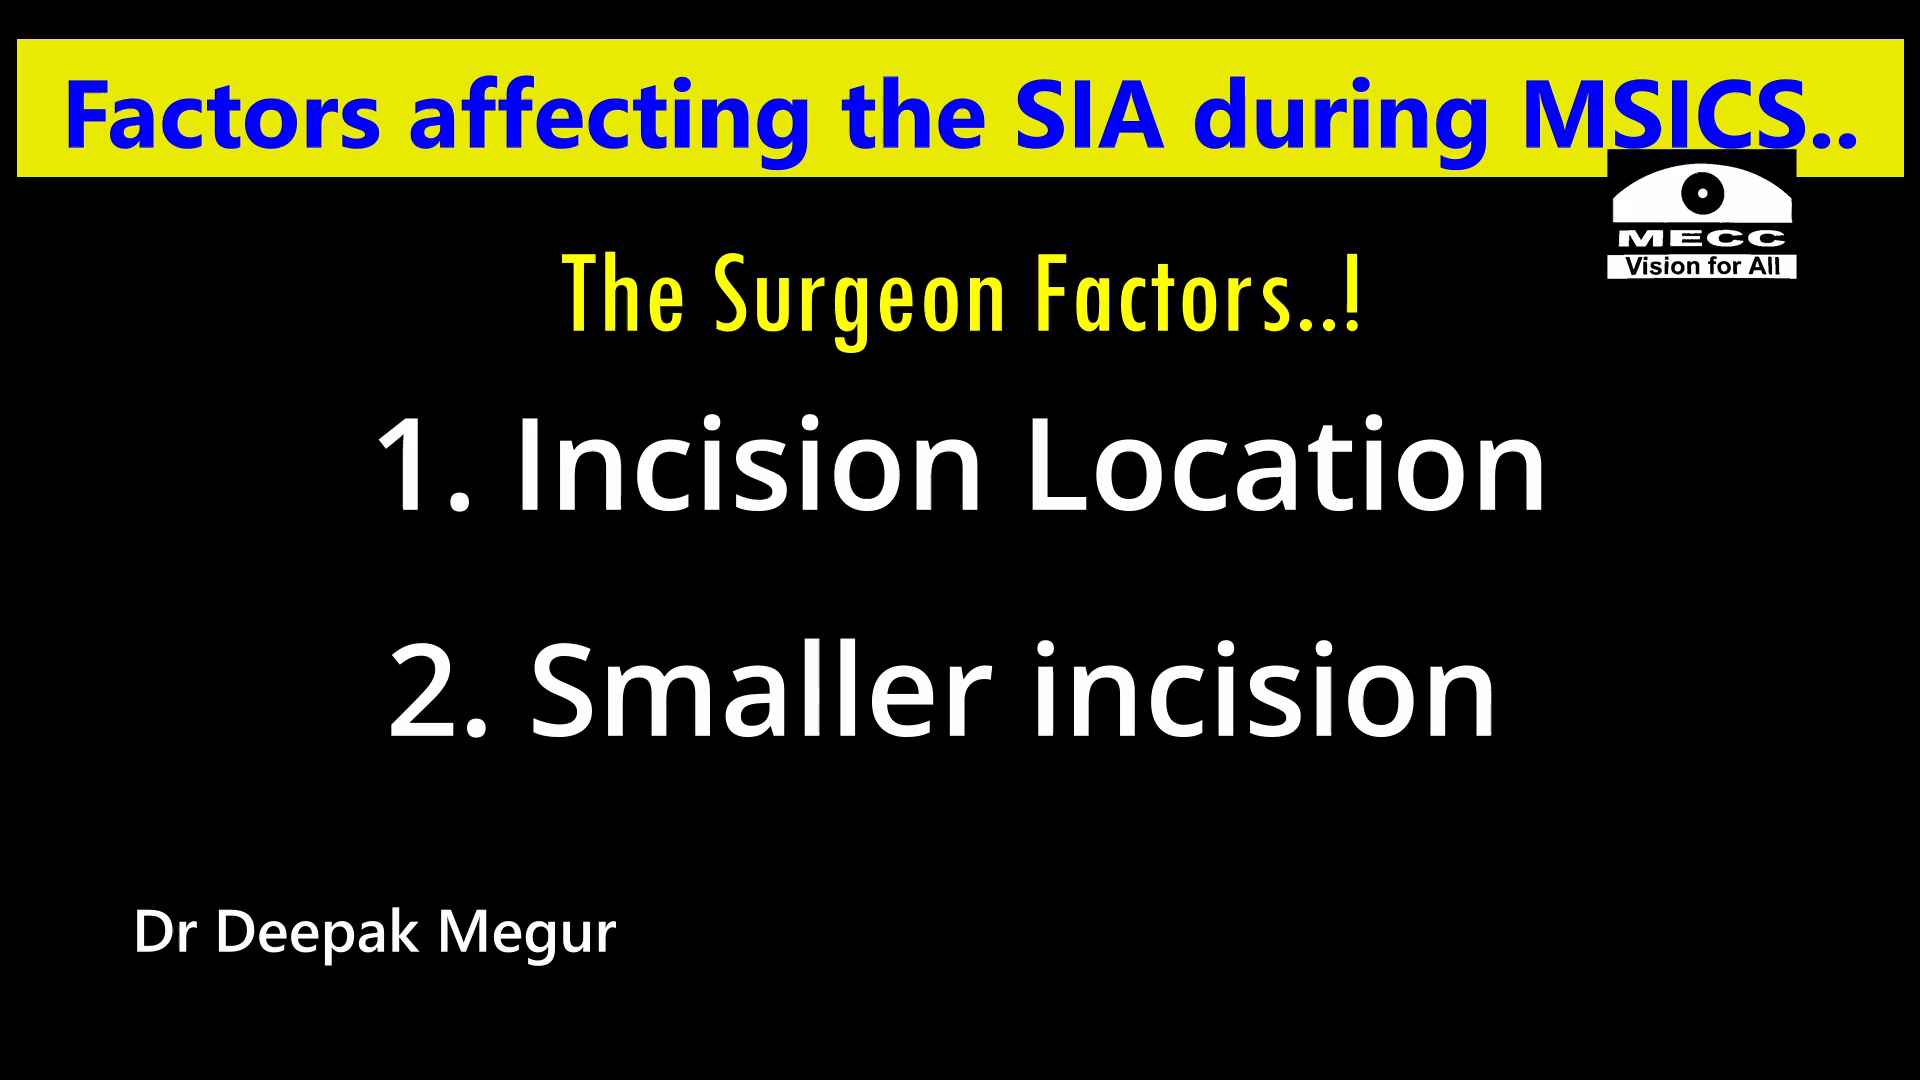 Factors affecting the SIA during MSICS..
MECC
Vision for All
The Surgeon Factors..!
1. Incision Location
2. Smaller incision
Dr Deepak Megur